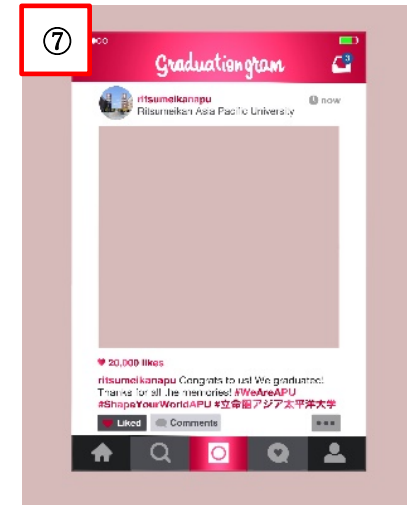 ⑦
Graduationgram
3
ritsumeikanapu
now
Ritsumeikan Asia Pacific University
20,000 likes
ritsumeikanapu Congrats to us! We graduated!
Thanks for all the memories! #WeAreAPU
#ShapeYourWorldAPU #立命館アジア太平洋大学
Liked
Comments